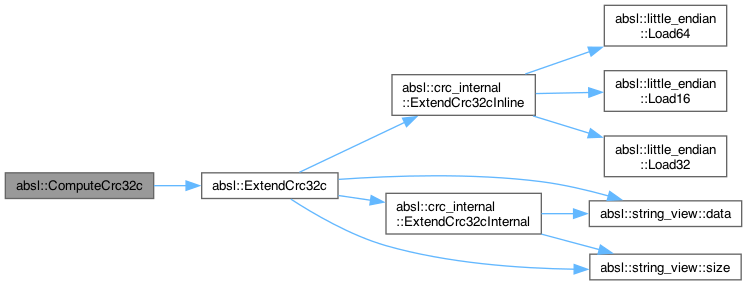 absl::ComputeCrc32c
absl::ExtendCrc32c
absl::crc_internal
::ExtendCrc32cInline
absl::little_endian
::Load64
absl::little_endian
::Load16
absl::little_endian
::Load32
absl::crc_internal
::ExtendCrc32cInternal
absl::string_view::data
absl::string_view::size